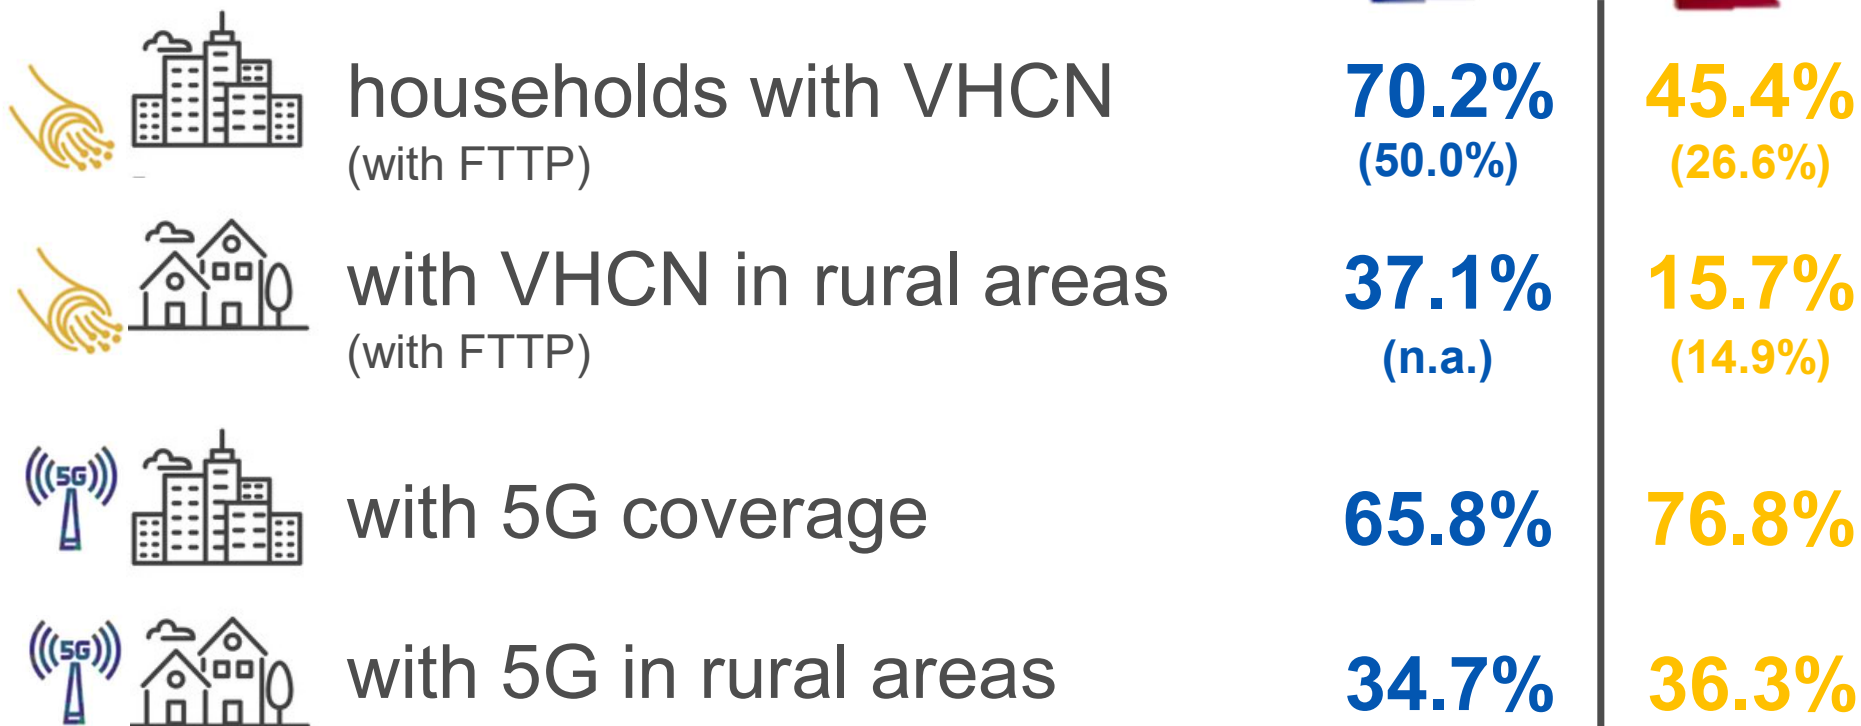 households with VHCN 70.2% 45.4%
(with FTTP) (50.0%) (26.6%)
with VHCN in rural areas 37.1% 15.7%
(with FTTP) (n.a.) (14.9%)
((5G)) with 5G coverage 65.8% 76.8%
((5G)) with 5G in rural areas 34.7% 36.3%